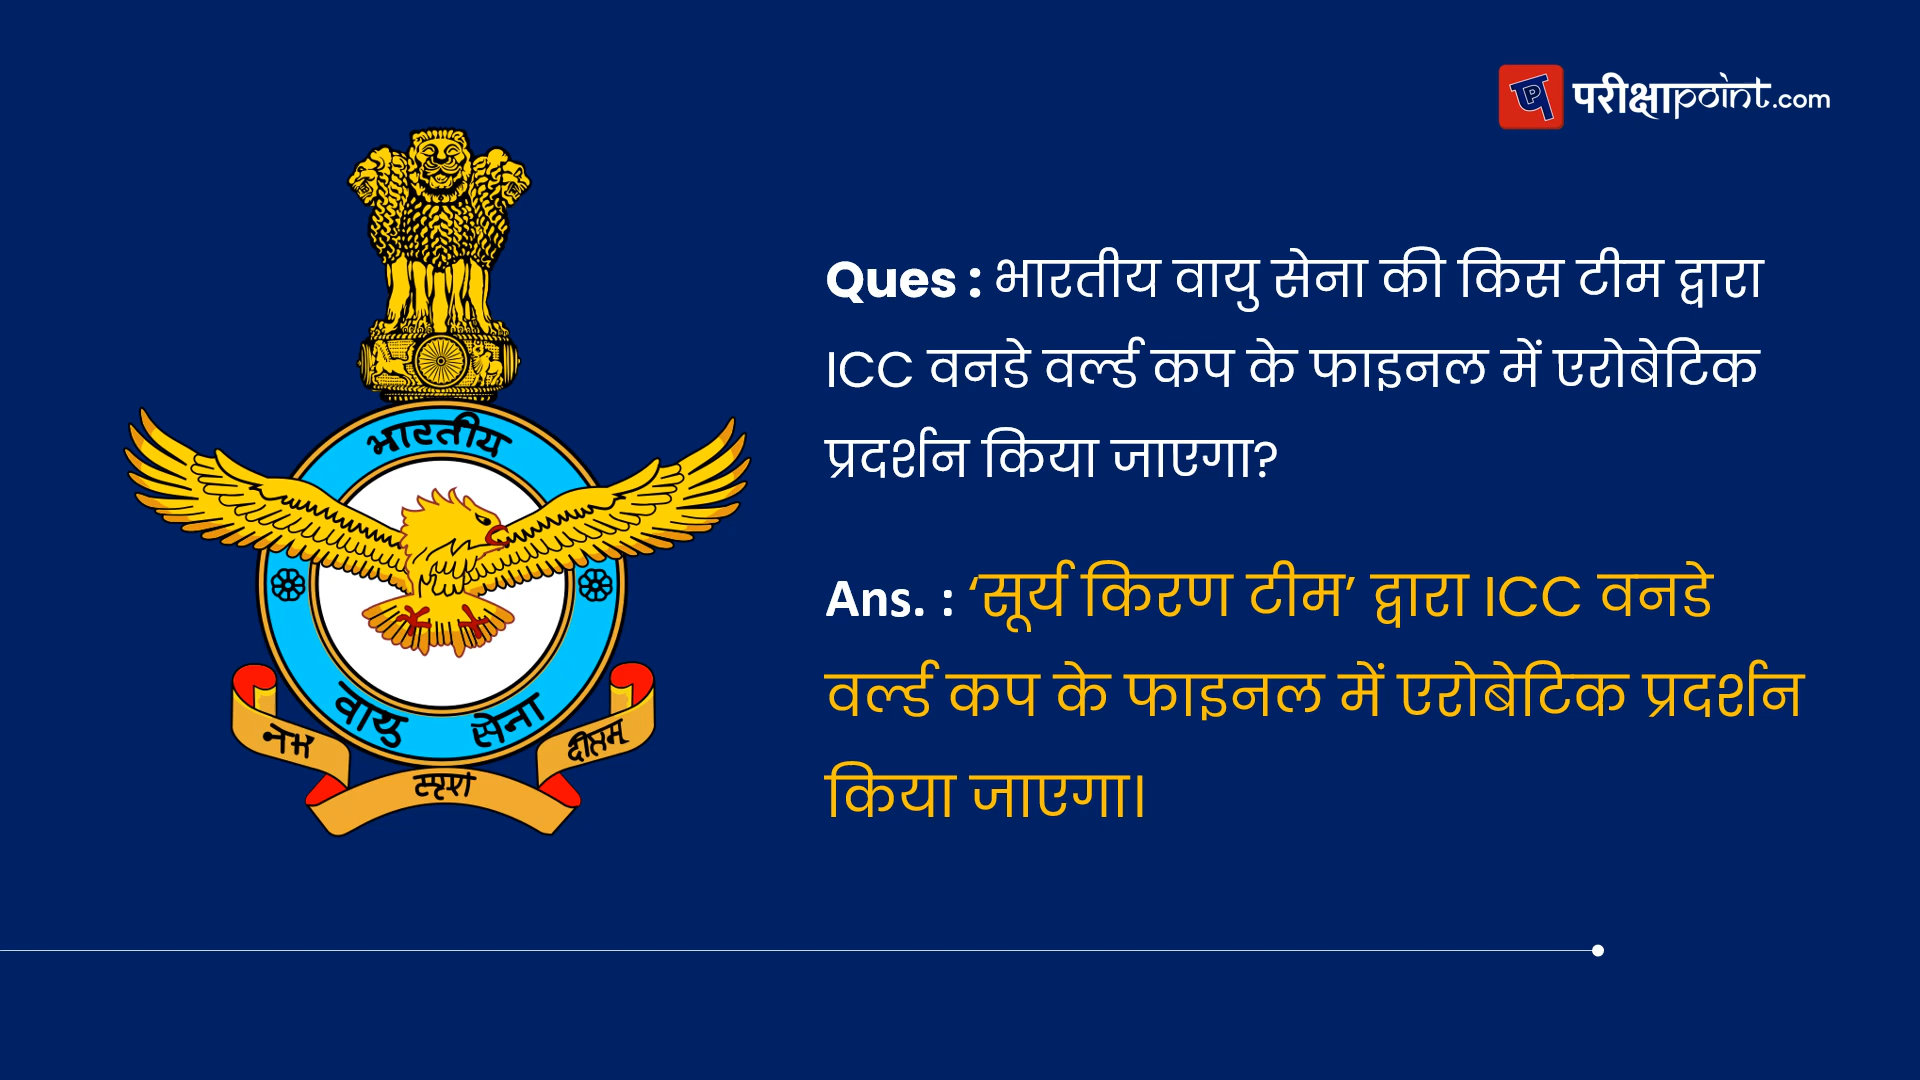 परीक्षाpoint.com
Ques : भारतीय वायु सेना की किस टीम द्वारा
ICC वनडे वर्ल्ड कप के फाइनल में एरोबेटिक
प्रदर्शन किया जाएगा?
Ans. : ‘सूर्य किरण टीम’ द्वारा ICC वनडे
वर्ल्ड कप के फाइनल में एरोबेटिक प्रदर्शन
किया जाएगा।
भारतीय
वायु सेना
नभ स्पृशं दीप्तम्